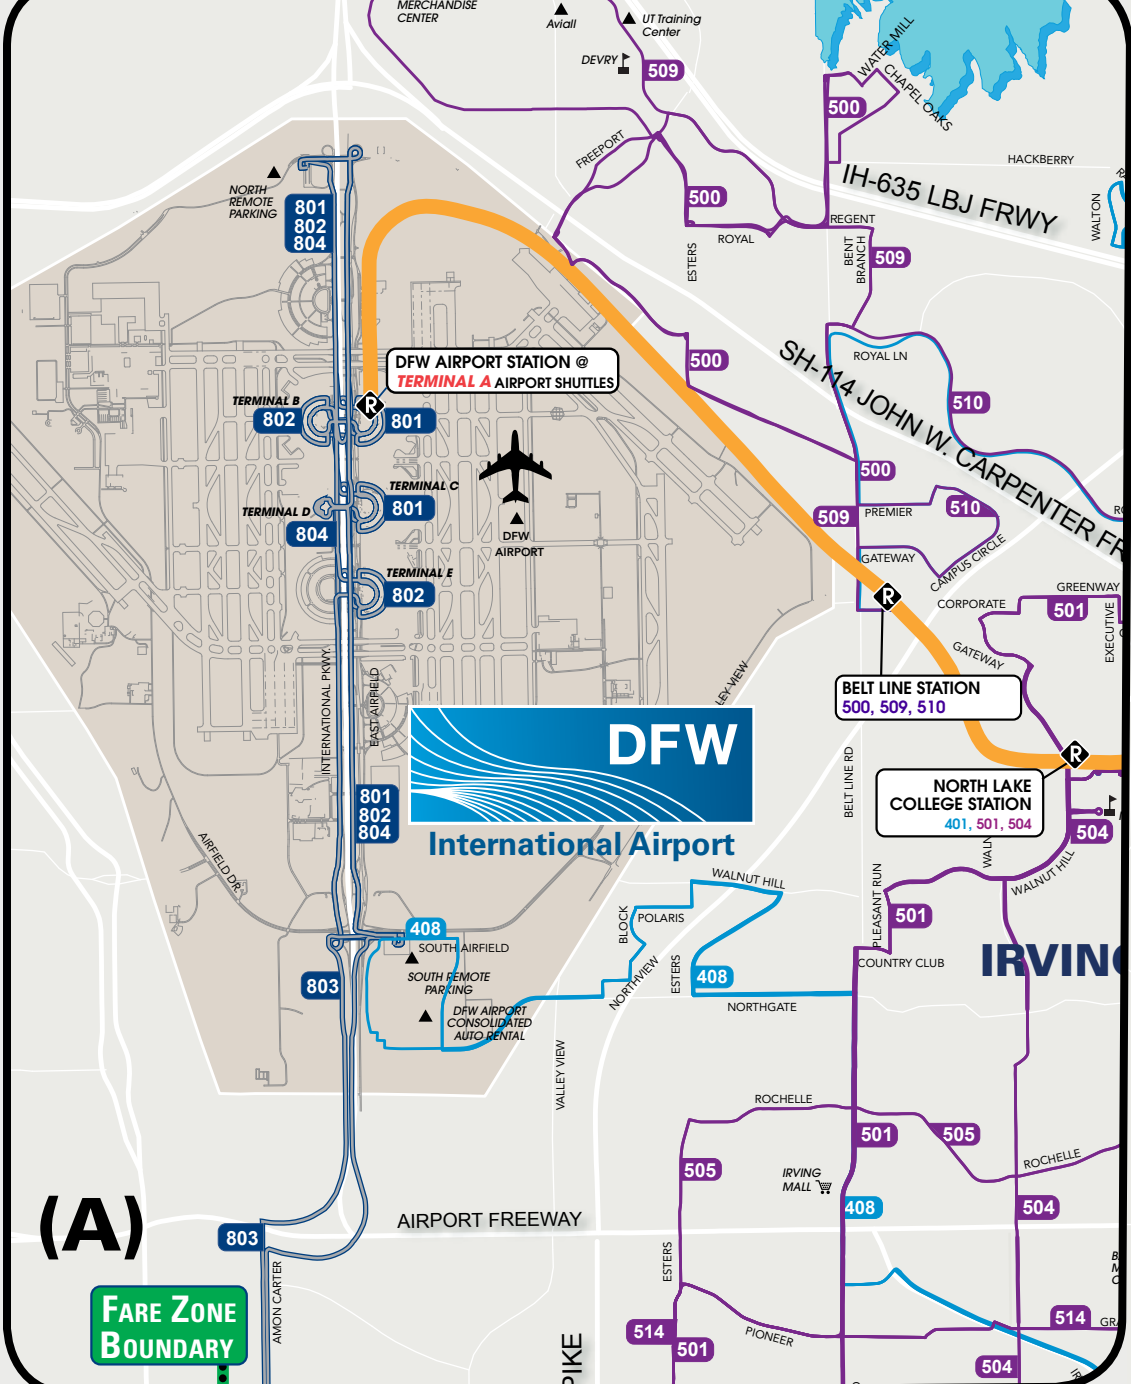 MERCHANDISE
CENTER
Aviall
UT Training
Center
DEVRY
509
WATER MILL
CHAPEL OAKS
500
HACKBERRY
FREEPORT
IH-635 LBJ FRWY
WALTON
NORTH
REMOTE
PARKING
801
802
804
500
REGENT
ROYAL
ESTERS
BENT
BRANCH
509
DFW AIRPORT STATION @
TERMINAL A AIRPORT SHUTTLES
500
ROYAL LN
SH-114 JOHN W. CARPENTER FR
510
TERMINAL B
802
801
500
TERMINAL C
801
TERMINAL D
804
509
PREMIER
510
DFW
AIRPORT
GATEWAY
CAMPUS CIRCLE
TERMINAL E
802
GREENWAY
CORPORATE
501
EXECUTIVE
GATEWAY
INTERNATIONAL PKWY.
EAST AIRFIELD
LEY VIEW
BELT LINE STATION
500, 509, 510
DFW
International Airport
BELT LINE RD
NORTH LAKE
COLLEGE STATION
401, 501, 504
801
802
804
504
AIRFIELD DR.
WALN
WALNUT HILL
WALNUT HILL
PLEASANT RUN
BLOCK
POLARIS
501
408
SOUTH AIRFIELD
COUNTRY CLUB
IRVING
SOUTH REMOTE
PARKING
803
NORTHVIEW
ESTERS
408
NORTHGATE
DFW AIRPORT
CONSOLIDATED
AUTO RENTAL
VALLEY VIEW
ROCHELLE
501
505
505
ROCHELLE
IRVING
MALL
408
504
(A)
AIRPORT FREEWAY
803
ESTERS
AMON CARTER
FARE ZONE
BOUNDARY
514
501
PIONEER
514
GRA
PIKE
504